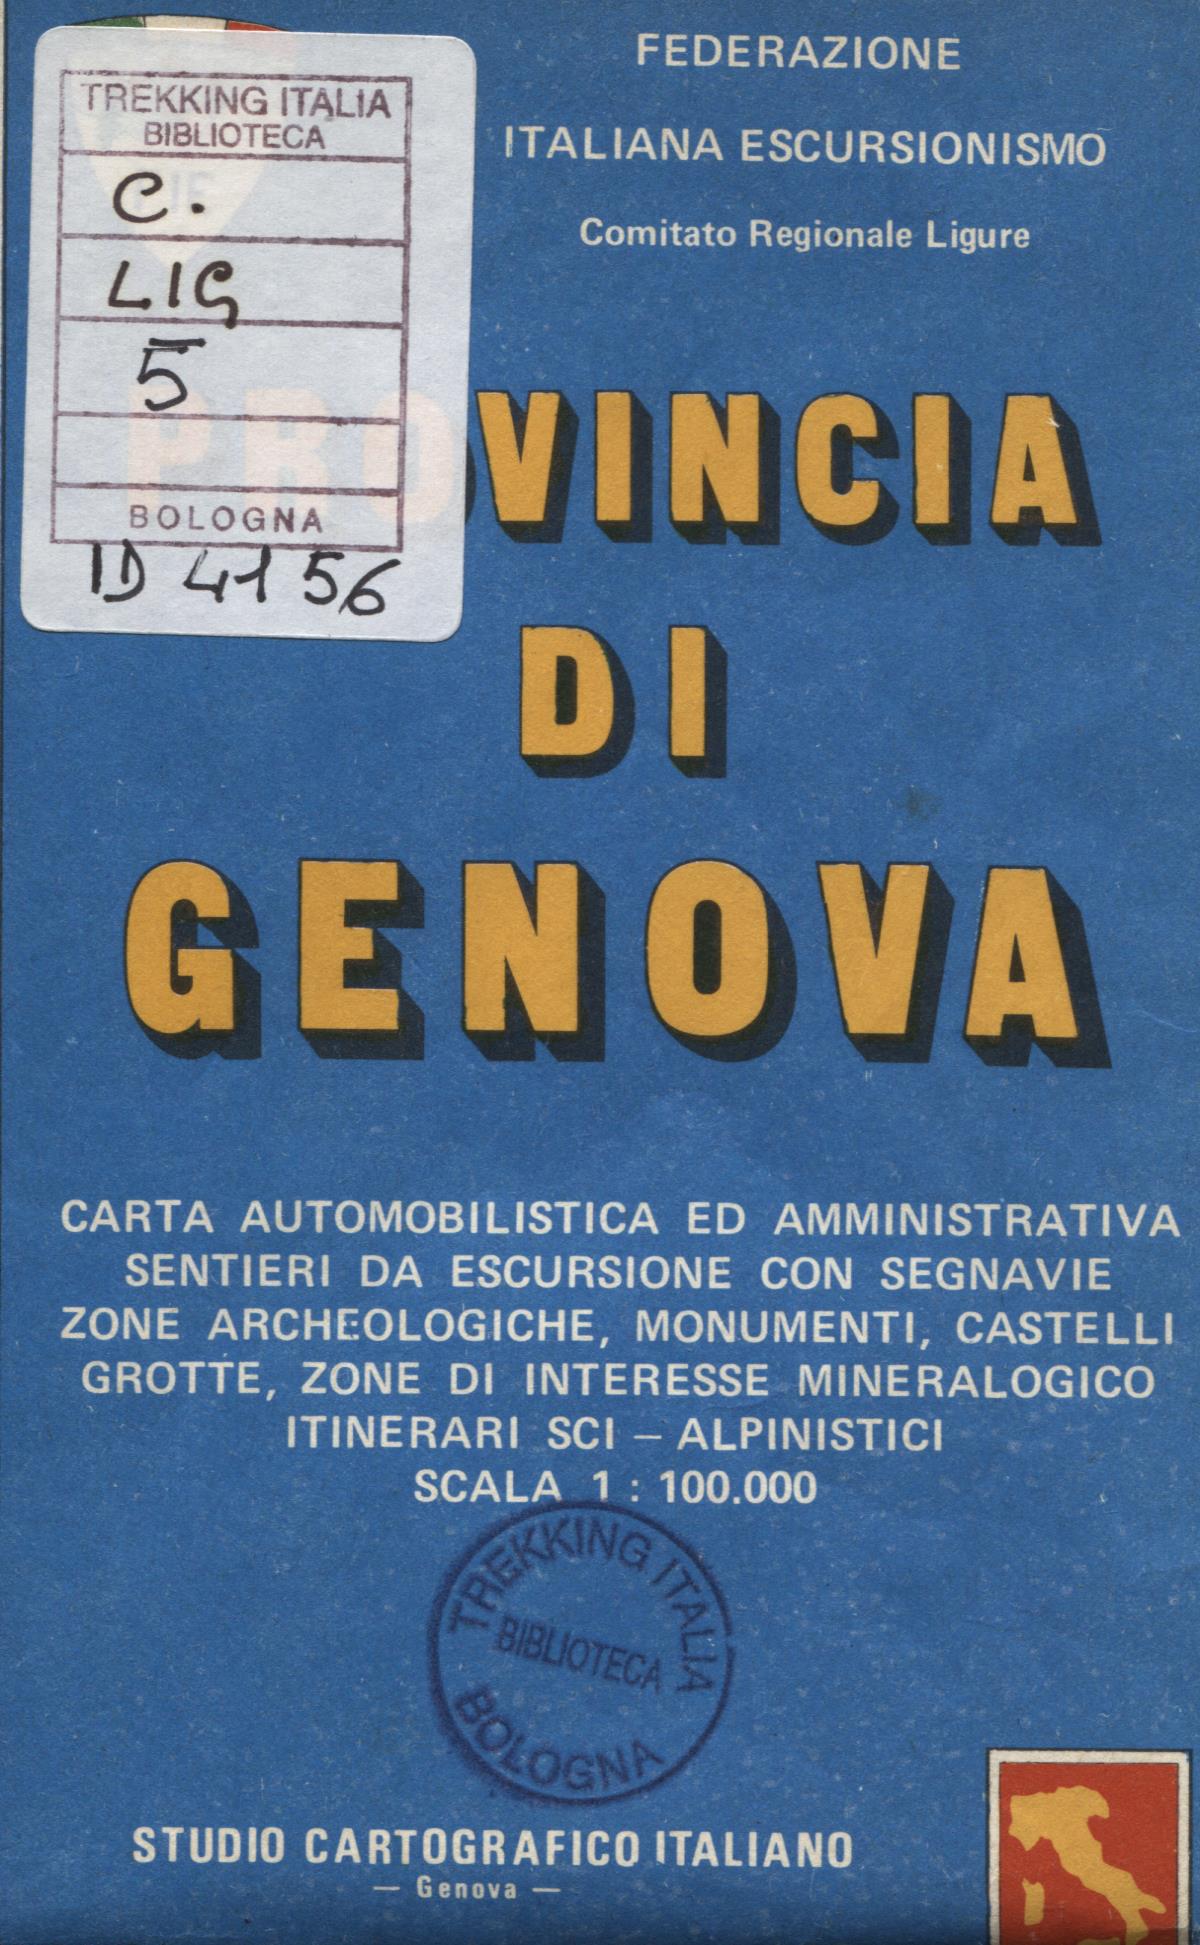 FEDERAZIONE
ITALIANA ESCURSIONISMO
Comitato Regionale Ligure
TREKKING ITALIA
BIBLIOTECA
C.
LIG
5
BOLOGNA
ID 4156
PROVINCIA
DI
GENOVA
CARTA AUTOMOBILISTICA ED AMMINISTRATIVA
SENTIERI DA ESCURSIONE CON SEGNAVIE
ZONE ARCHEOLOGICHE, MONUMENTI, CASTELLI
GROTTE, ZONE DI INTERESSE MINERALOGICO
ITINERARI SCI – ALPINISTICI
SCALA 1 : 100.000
TREKKING ITALIA
BIBLIOTECA
BOLOGNA
STUDIO CARTOGRAFICO ITALIANO
— Genova —